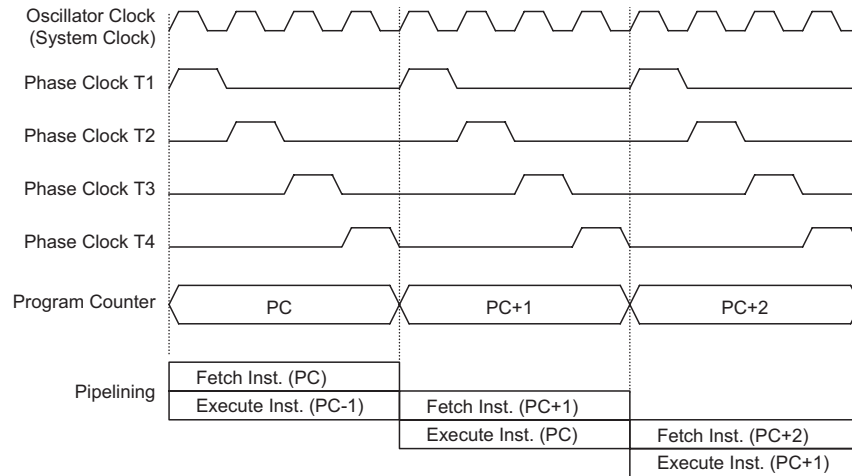 Oscillator Clock
(System Clock)
Phase Clock T1
Phase Clock T2
Phase Clock T3
Phase Clock T4
Program Counter
PC
PC+1
PC+2
Pipelining
Fetch Inst. (PC)
Execute Inst. (PC-1)
Fetch Inst. (PC+1)
Execute Inst. (PC)
Fetch Inst. (PC+2)
Execute Inst. (PC+1)